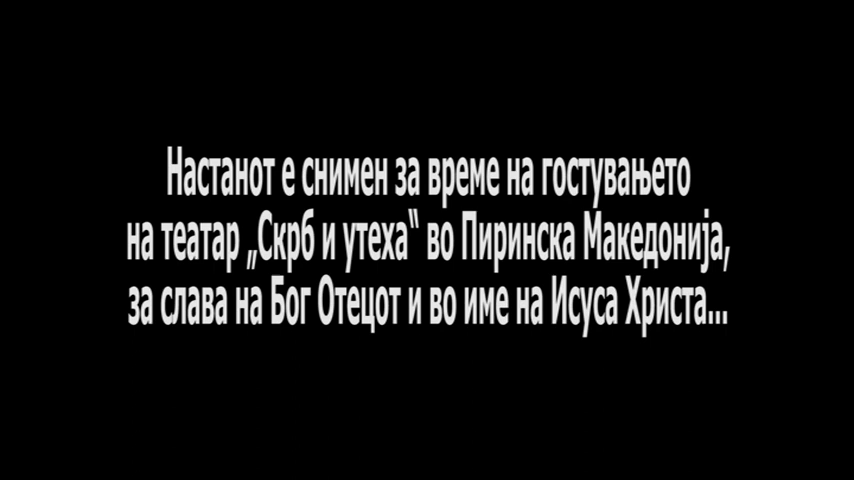 Настанот е снимен за време на гостувањето
на театар „Скрб и утеха‟ во Пиринска Македонија,
за слава на Бог Отецот и во име на Исуса Христа...